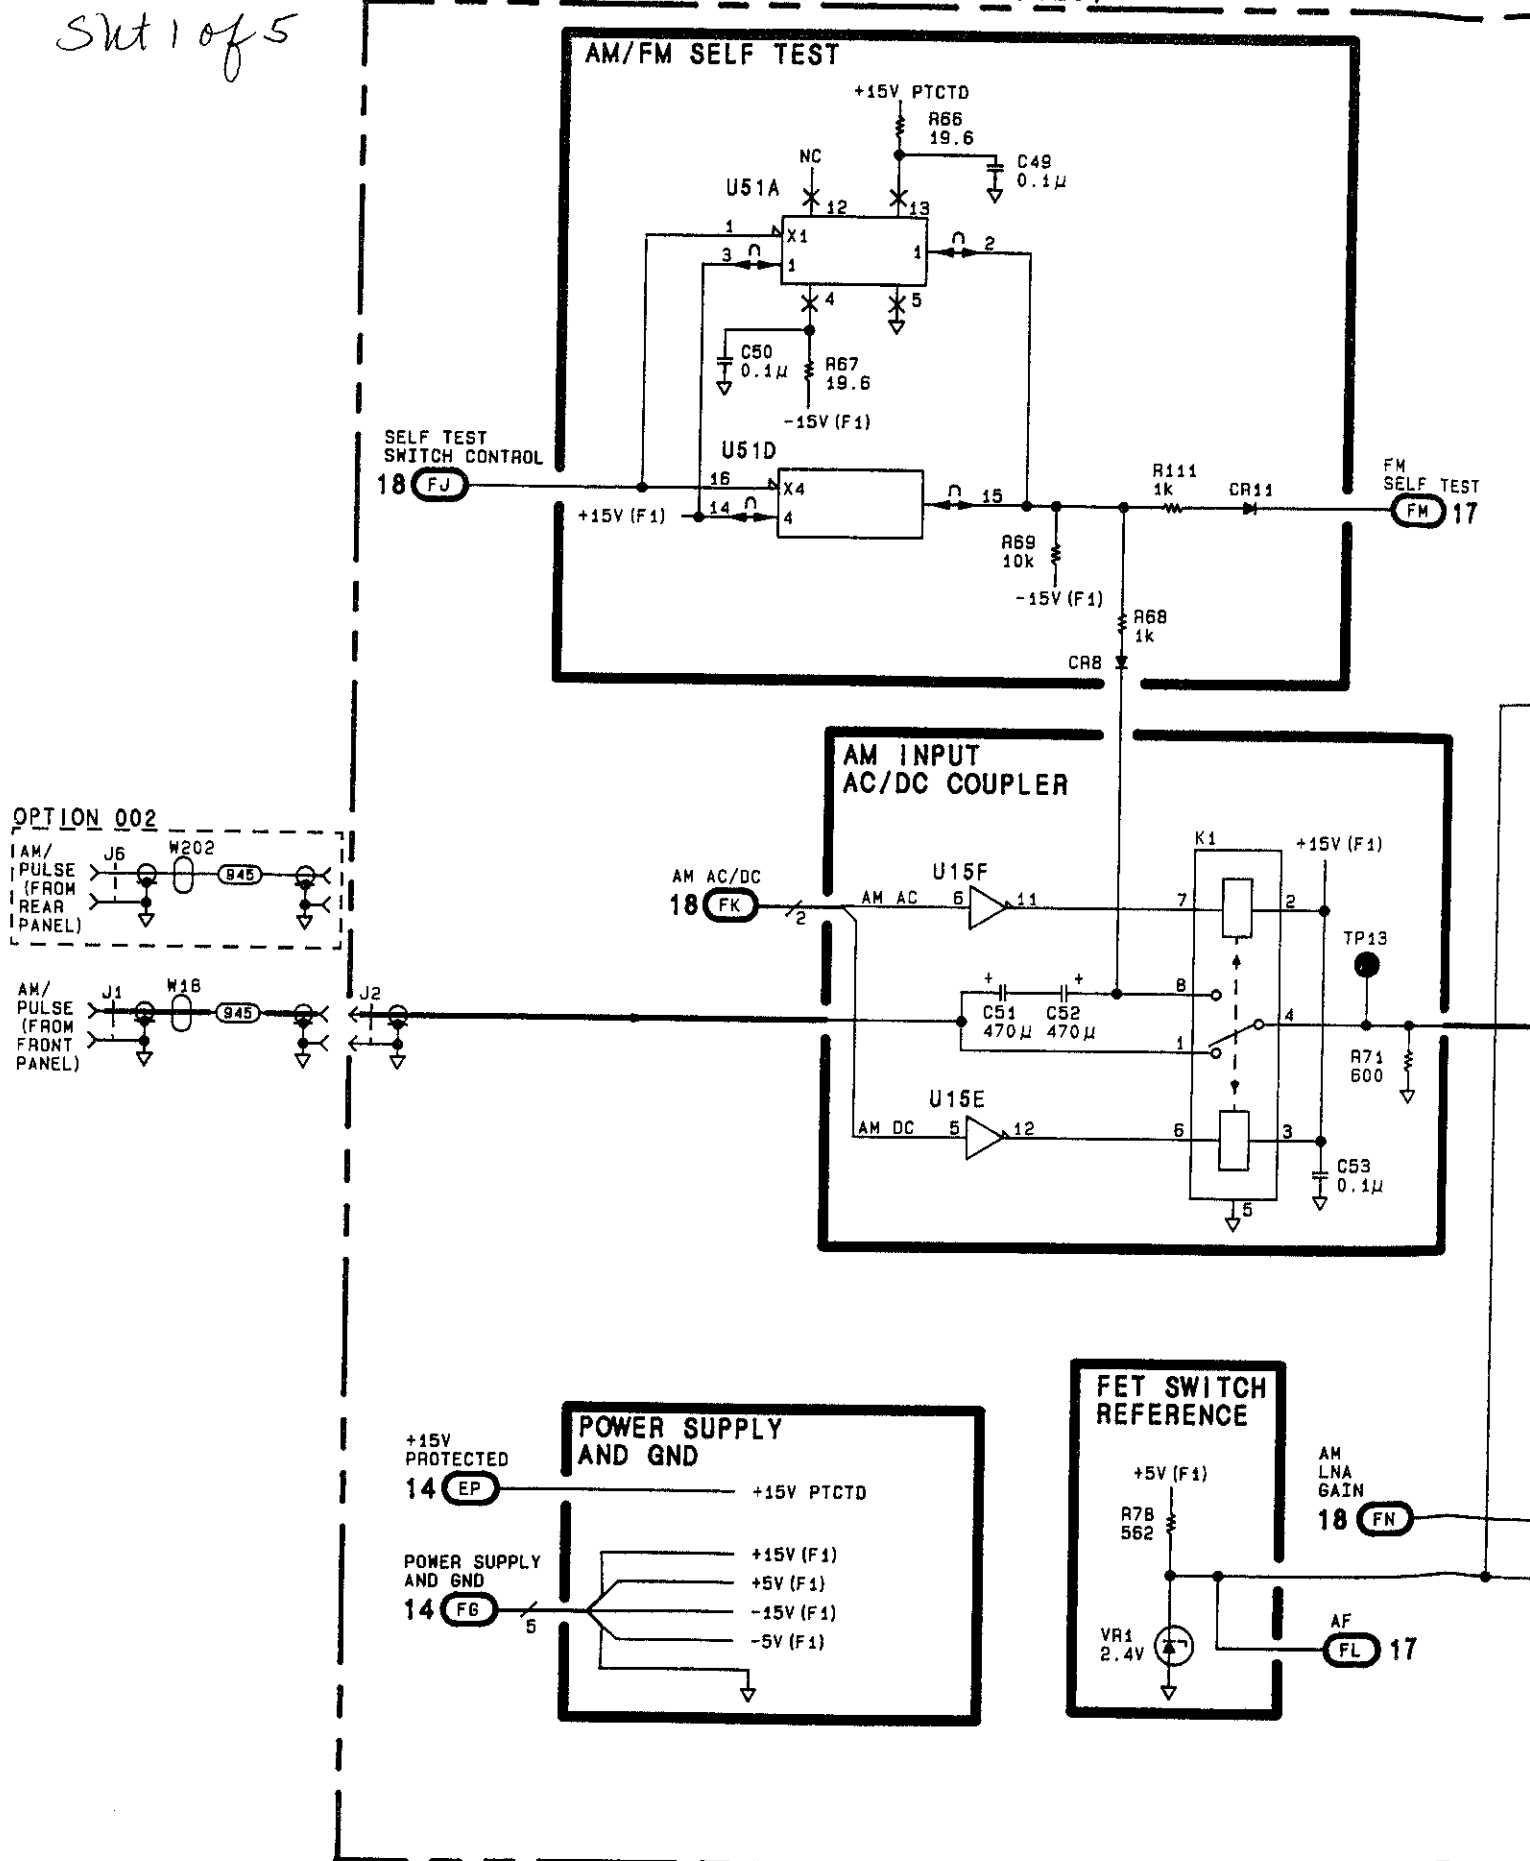 Sht 1 of 5
AM/FM SELF TEST
+15V PTCTD
R66
19.6
NC
C49
0.1μ
U51A
12
13
1
X1
3
1
1
2
4
5
C50
0.1μ
R67
19.6
-15V(F1)
SELF TEST
SWITCH CONTROL
18 FJ
U51D
16
X4
+15V(F1)
14
4
15
R111
1k
CR11
FM
SELF TEST
FM 17
R69
10k
-15V(F1)
R68
1k
CR8
AM INPUT
AC/DC COUPLER
OPTION 002
AM/
PULSE
(FROM
REAR
PANEL)
J6
W202
945
AM AC/DC
18 FK
2
AM AC
U15F
6
11
K1
+15V(F1)
7
2
TP13
AM/
PULSE
(FROM
FRONT
PANEL)
J1
W18
945
J2
+
+
C51
470μ
C52
470μ
8
1
4
R71
600
U15E
AM DC
5
12
6
3
C53
0.1μ
5
POWER SUPPLY
AND GND
+15V
PROTECTED
14 EP
+15V PTCTD
POWER SUPPLY
AND GND
14 FG
5
+15V(F1)
+5V(F1)
-15V(F1)
-5V(F1)
FET SWITCH
REFERENCE
+5V(F1)
R78
562
VR1
2.4V
AM
LNA
GAIN
18 FN
AF
FL 17